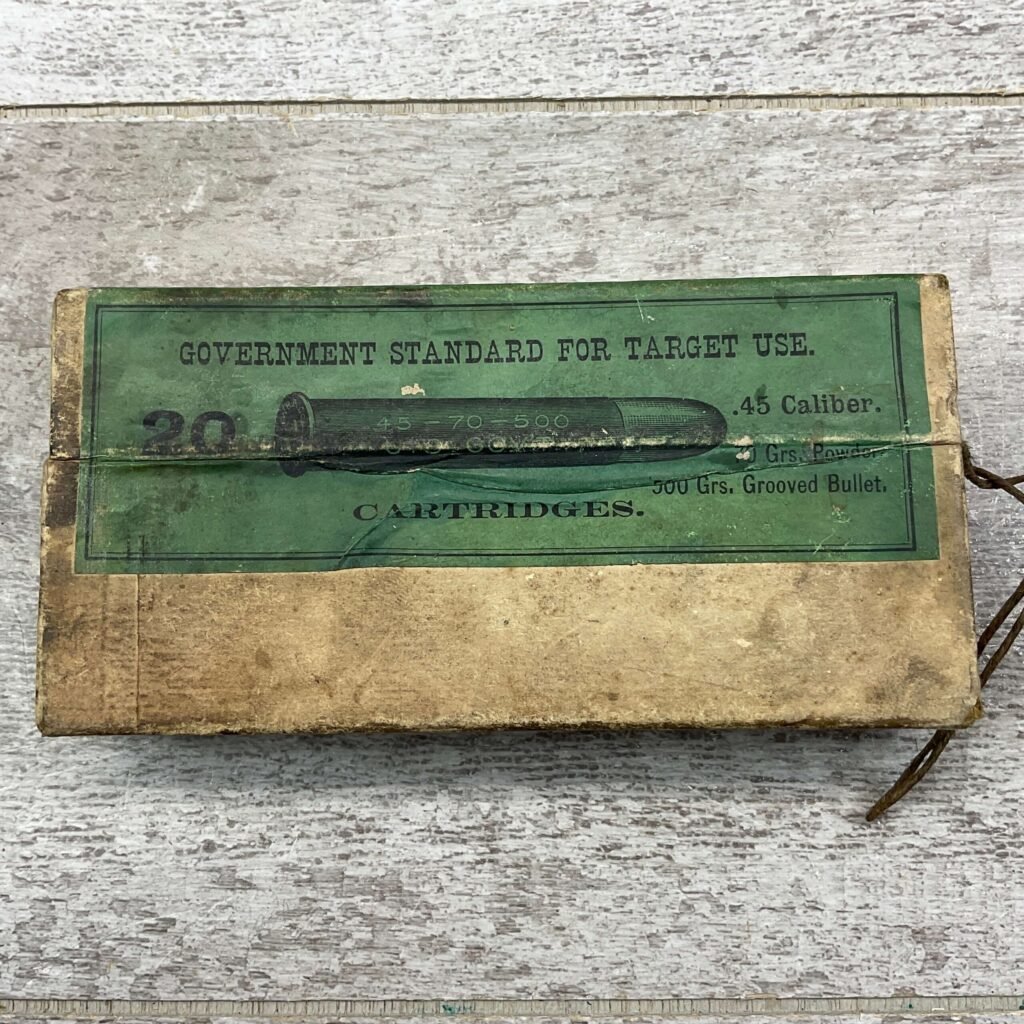 GOVERNMENT STANDARD FOR TARGET USE.
20
45-70-500
.45 Caliber.
Grs. Powder
500 Grs. Grooved Bullet.
CARTRIDGES.